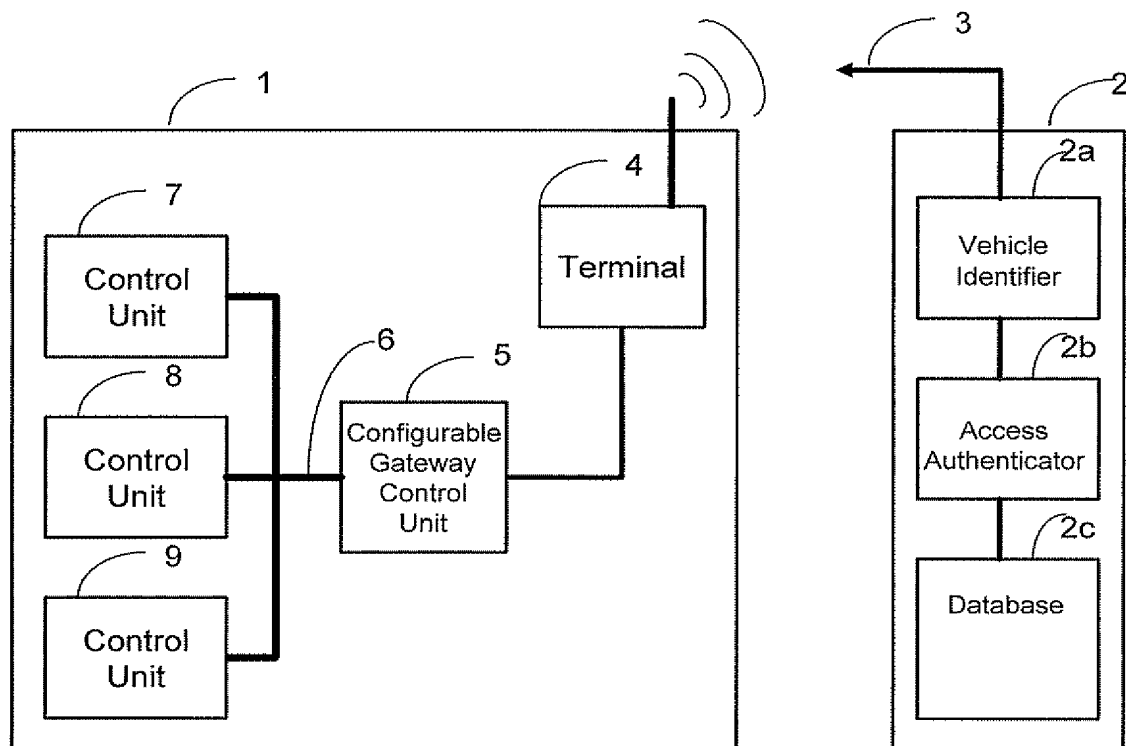 3
1
2
4
2a
7
Terminal
Vehicle
Identifier
Control
Unit
6
5
2b
8
Configurable
Gateway
Control
Unit
Access
Authenticator
Control
Unit
9
2c
Database
Control
Unit